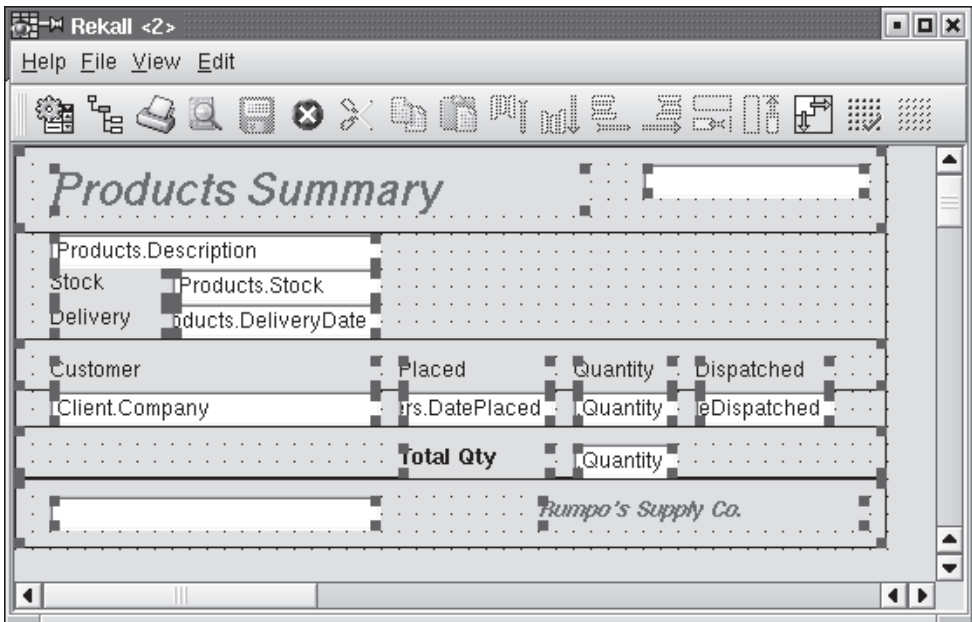 Rekall <2>
Help File View Edit
Products Summary
Products.Description
Stock Products.Stock
Delivery oducts.DeliveryDate
Customer Placed Quantity Dispatched
Client.Company ers.DatePlaced .Quantity eDispatched
Total Qty .Quantity
Rumpo's Supply Co.